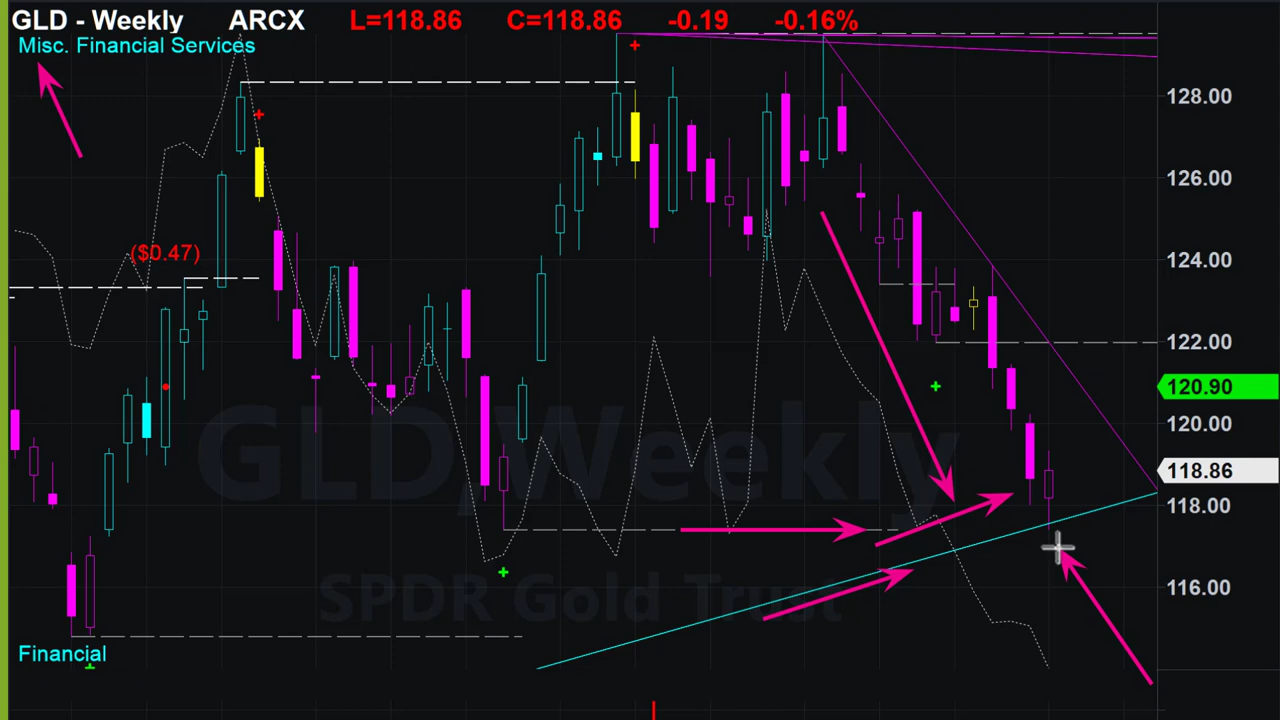 GLD - Weekly ARCX L=118.86 C=118.86 -0.19 -0.16%
Misc. Financial Services
128.00
126.00
($0.47)
124.00
122.00
120.90
120.00
GLD,Weekly
118.86
118.00
SPDR Gold Trust
116.00
Financial